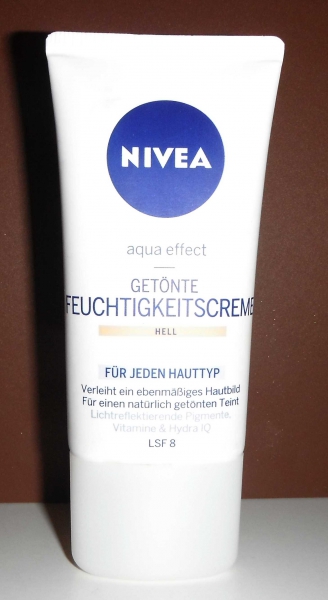 NIVEA
aqua effect
GETÖNTE
FEUCHTIGKEITSCREME
HELL
FÜR JEDEN HAUTTYP
Verleiht ein ebenmäßiges Hautbild
Für einen natürlich getönten Teint
Lichtreflektierende Pigmente,
Vitamine & Hydra IQ
LSF 8